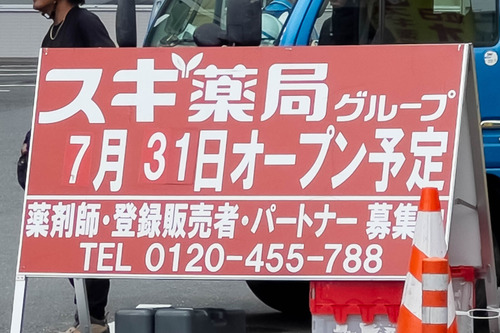 スギ薬局グループ
7月31日オープン予定
薬剤師・登録販売者・パートナー 募集
TEL 0120-455-788